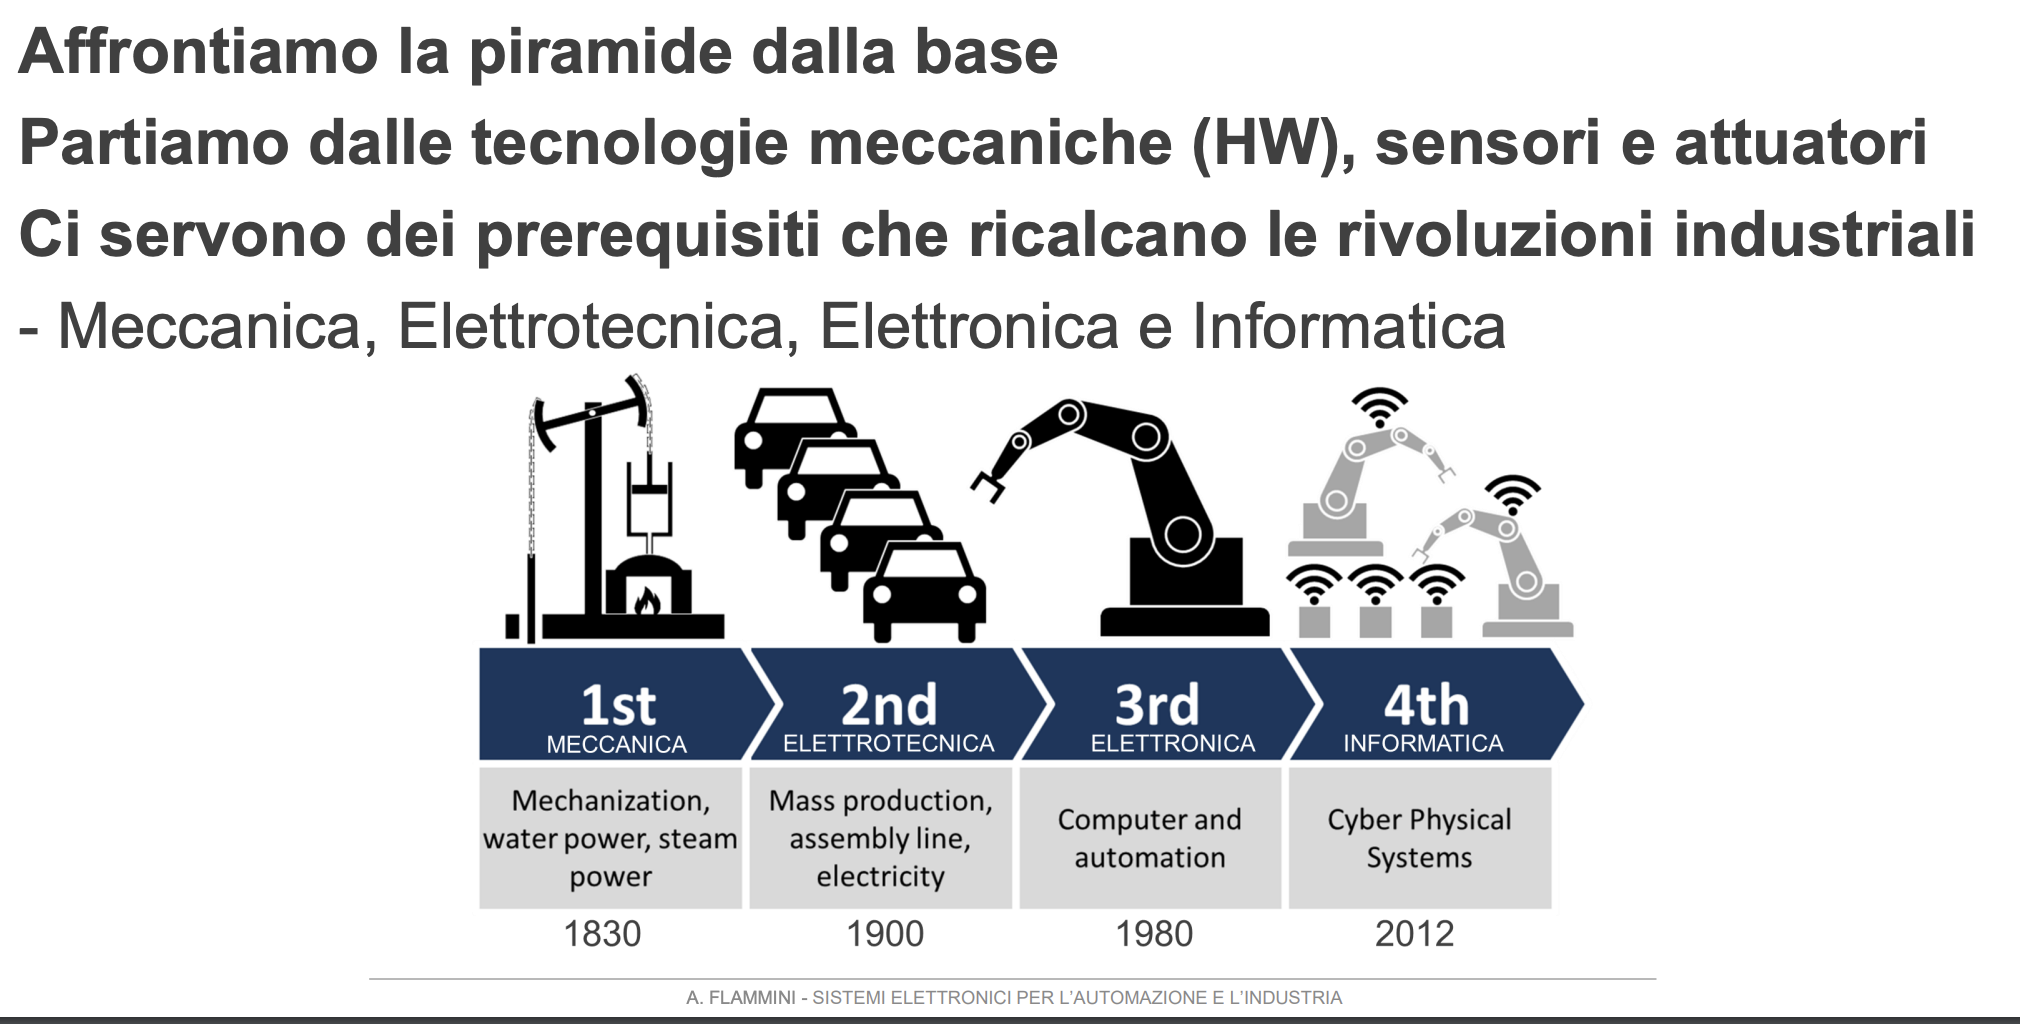 Affrontiamo la piramide dalla base
Partiamo dalle tecnologie meccaniche (HW), sensori e attuatori
Ci servono dei prerequisiti che ricalcano le rivoluzioni industriali
- Meccanica, Elettrotecnica, Elettronica e Informatica
1st
MECCANICA
2nd
ELETTROTECNICA
3rd
ELETTRONICA
4th
INFORMATICA
Mechanization,
water power, steam
power
Mass production,
assembly line,
electricity
Computer and
automation
Cyber Physical
Systems
1830
1900
1980
2012
A. FLAMMINI - SISTEMI ELETTRONICI PER L'AUTOMAZIONE E L'INDUSTRIA